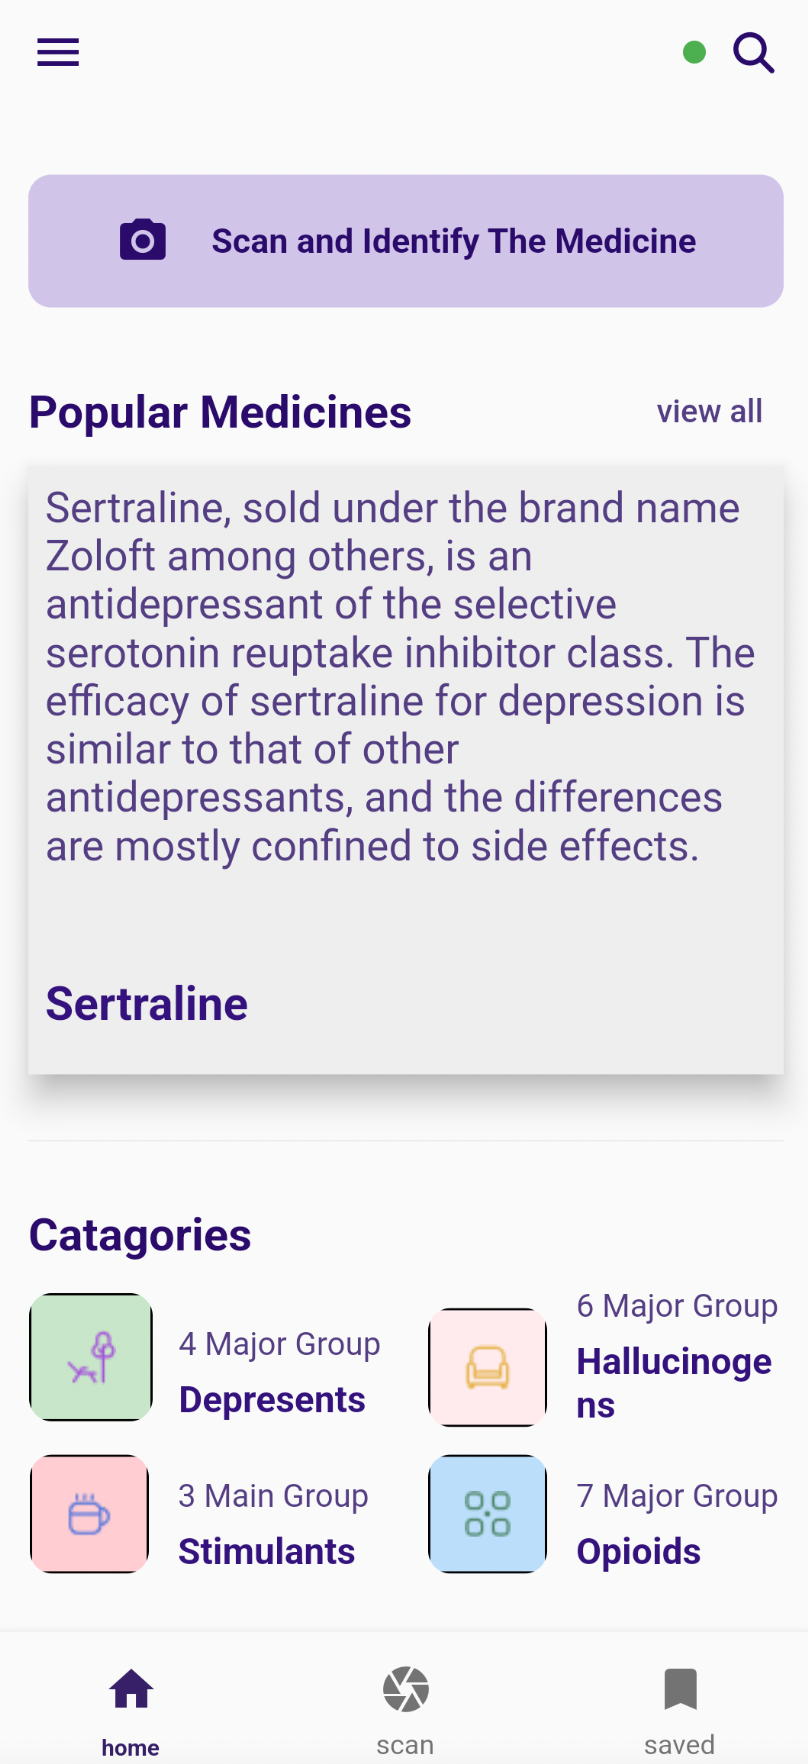 Scan and Identify The Medicine
Popular Medicines
view all
Sertraline, sold under the brand name
Zoloft among others, is an
antidepressant of the selective
serotonin reuptake inhibitor class. The
efficacy of sertraline for depression is
similar to that of other
antidepressants, and the differences
are mostly confined to side effects.
Sertraline
Catagories
4 Major Group
Depresents
6 Major Group
Hallucinoge
ns
3 Main Group
Stimulants
7 Major Group
Opioids
home
scan
saved